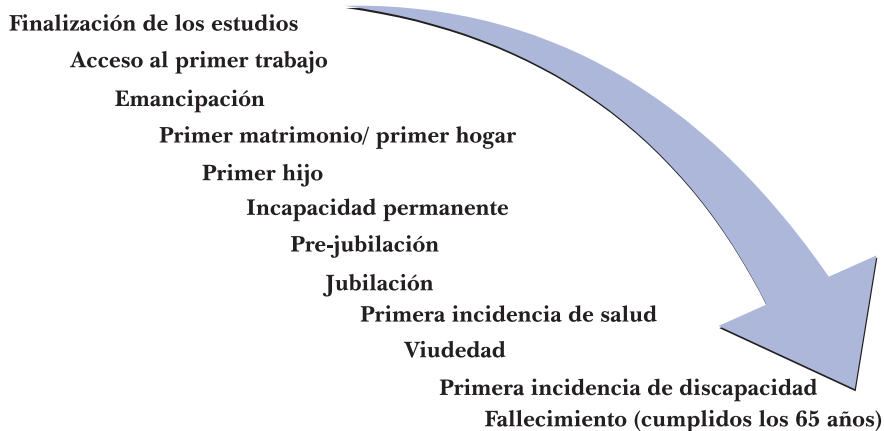 Finalización de los estudios
Acceso al primer trabajo
Emancipación
Primer matrimonio/ primer hogar
Primer hijo
Incapacidad permanente
Pre-jubilación
Jubilación
Primera incidencia de salud
Viudedad
Primera incidencia de discapacidad
Fallecimiento (cumplidos los 65 años)